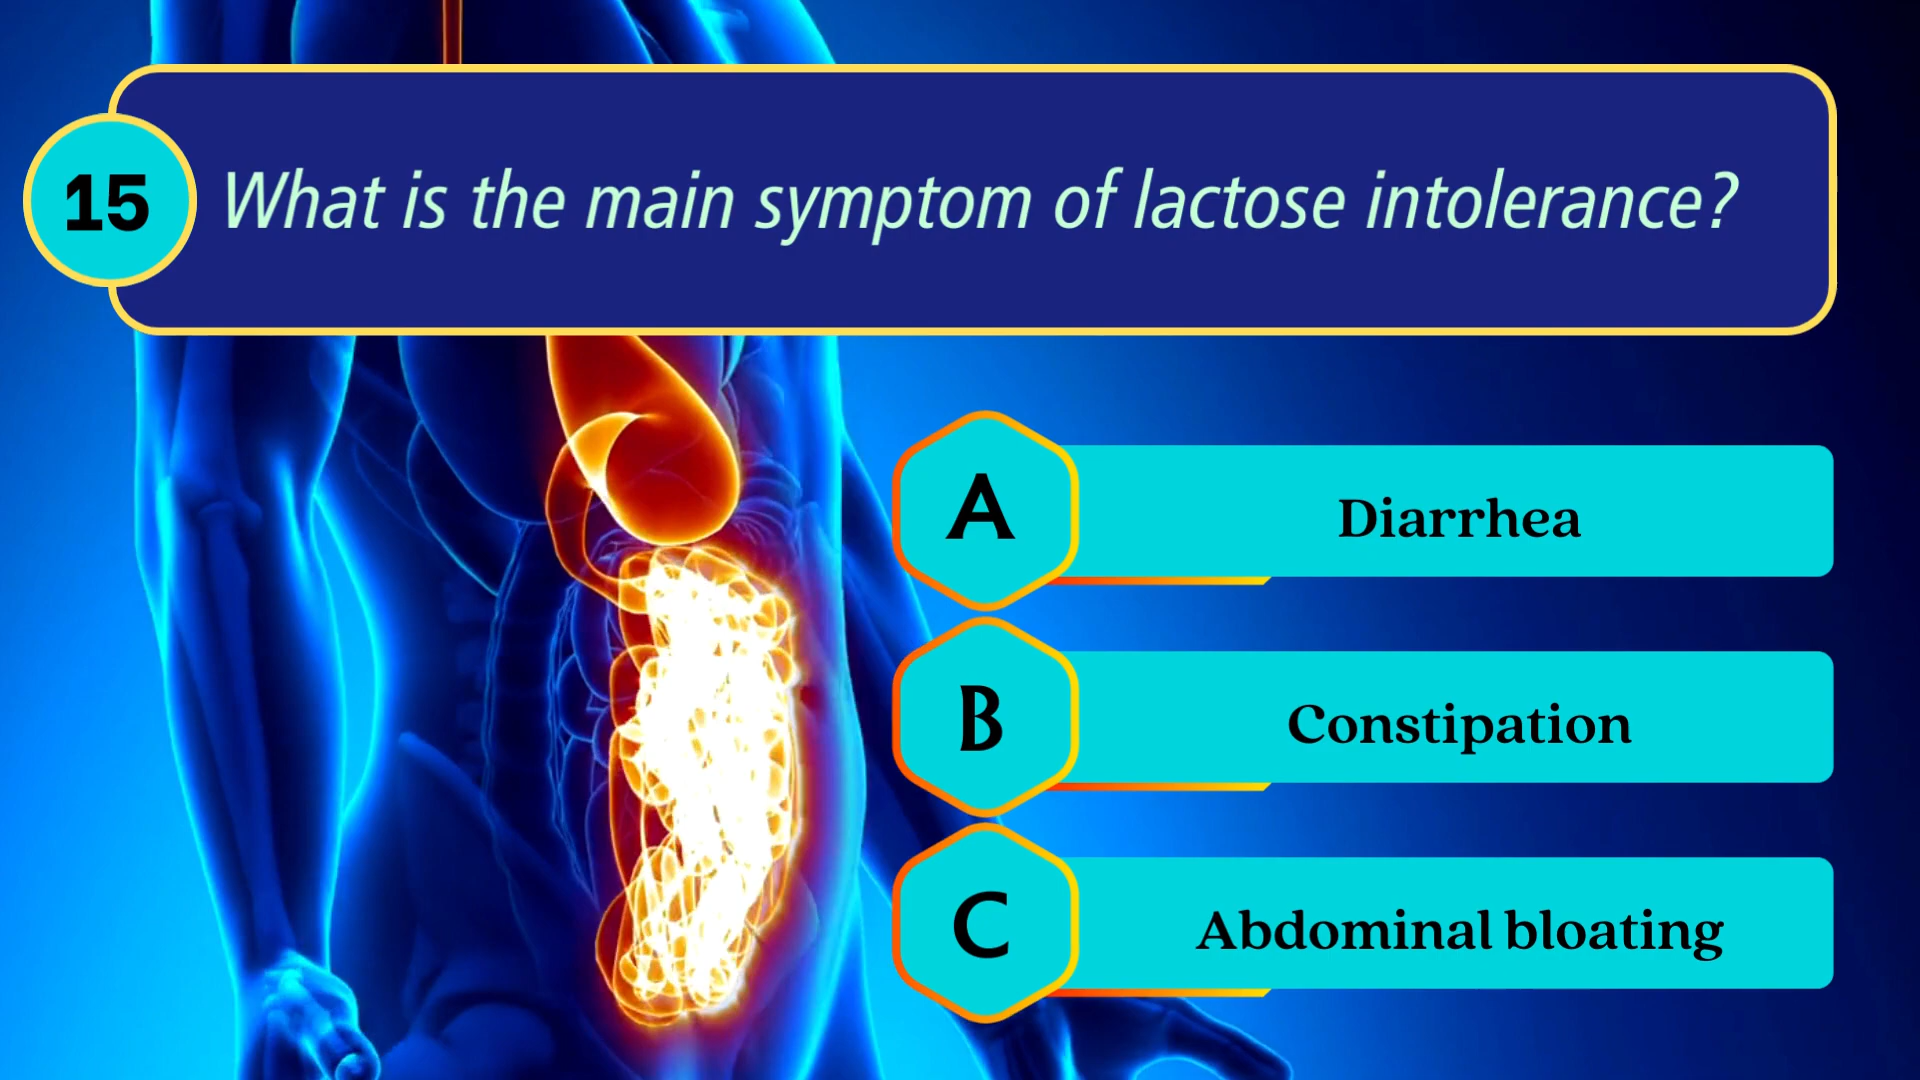 15
What is the main symptom of lactose intolerance?
A
Diarrhea
B
Constipation
C
Abdominal bloating